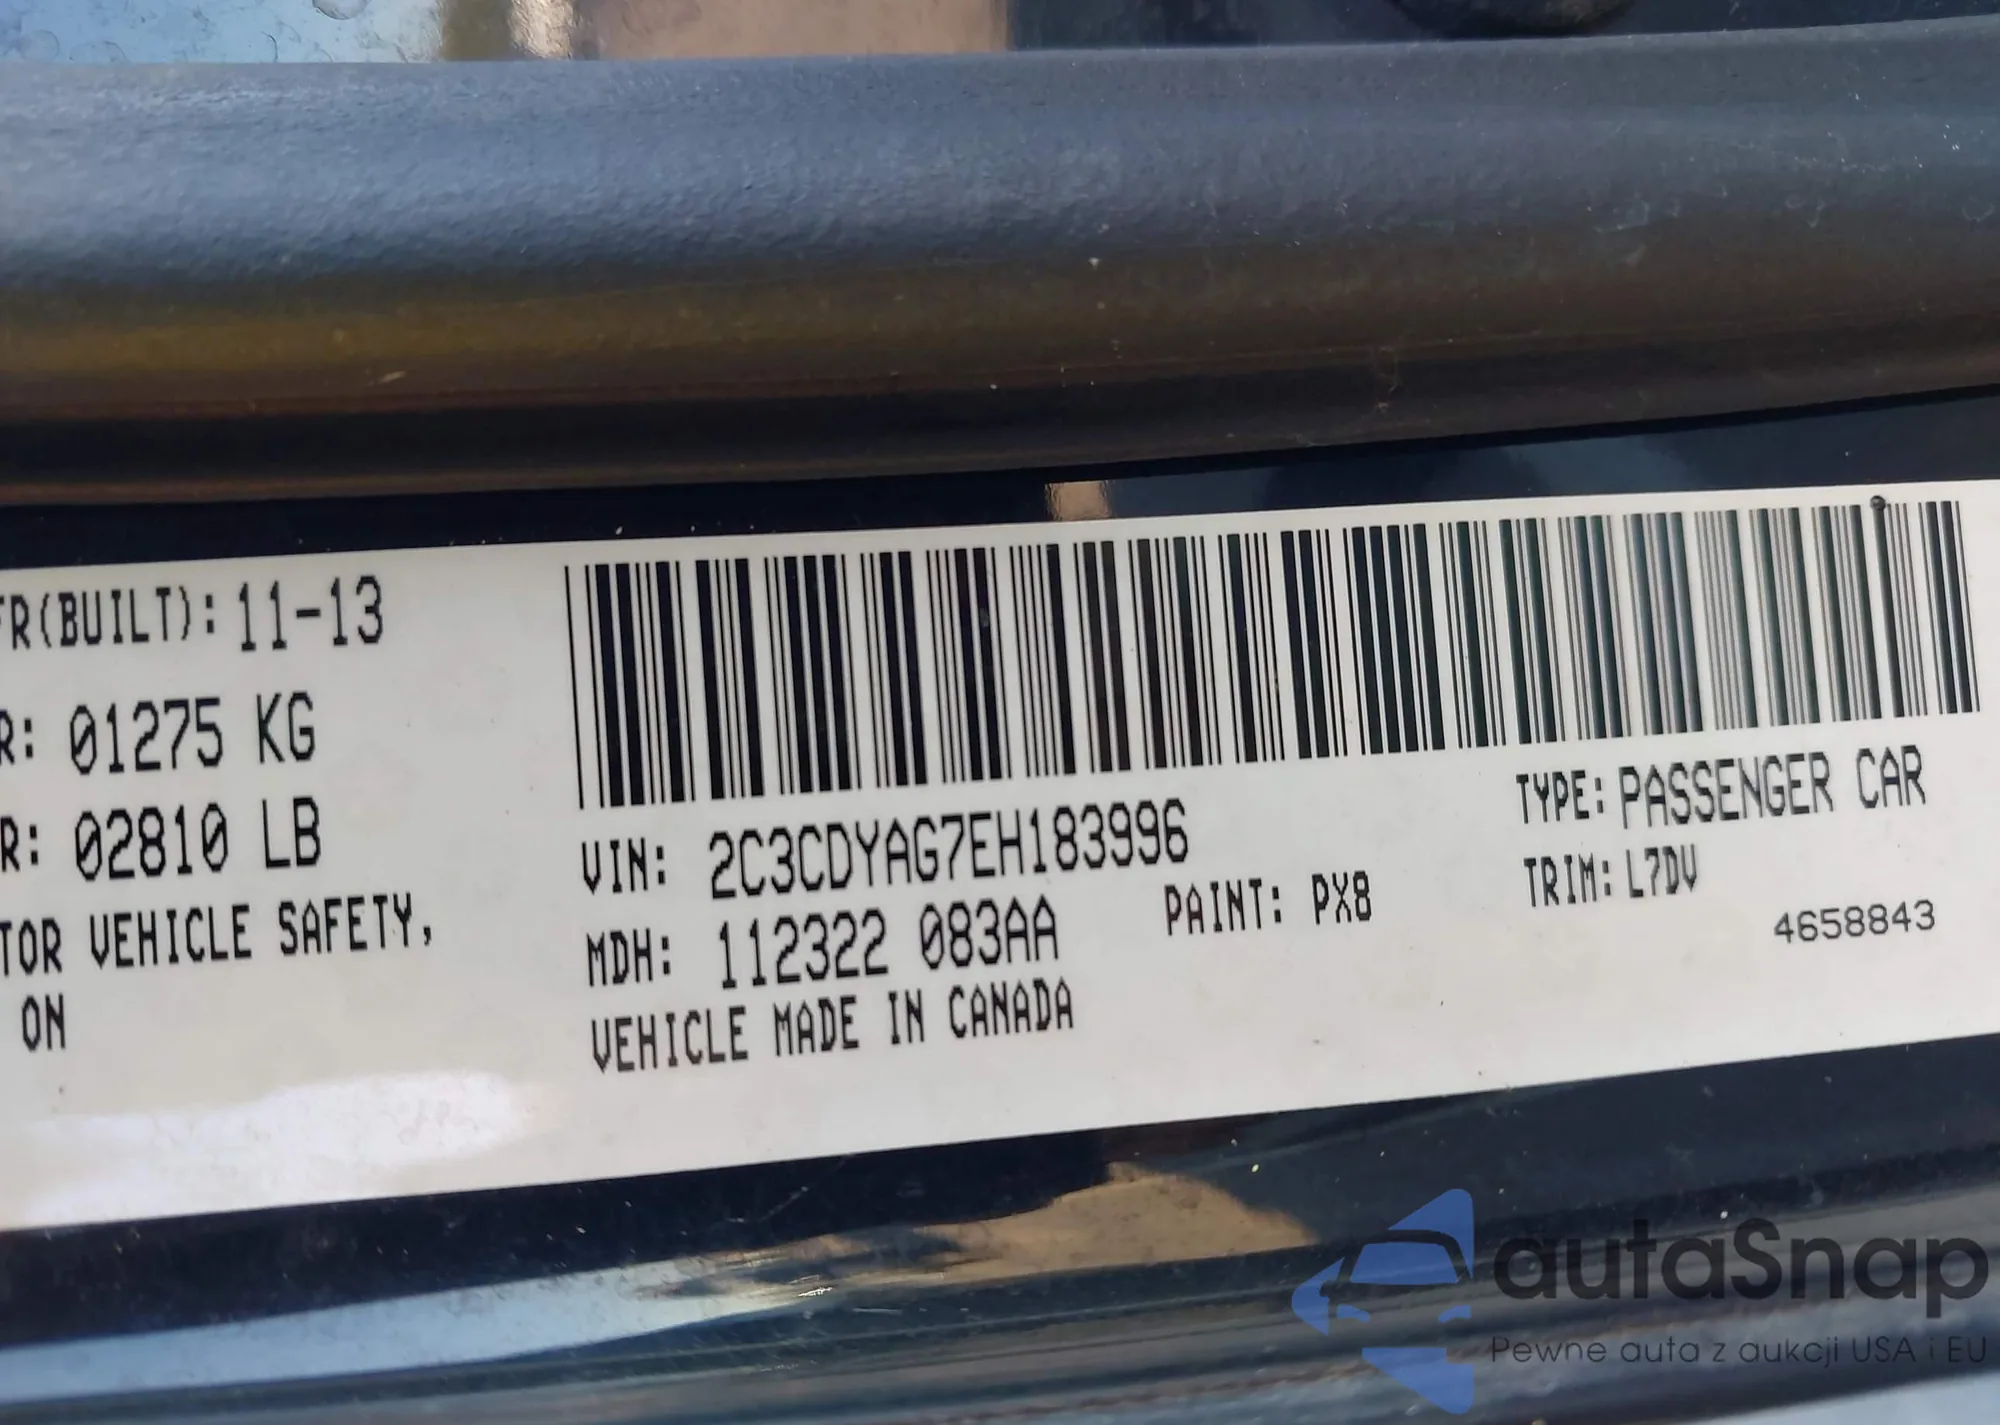 FR(BUILT): 11-13
R: 01275 KG
R: 02810 LB
TOR VEHICLE SAFETY,
ON
VIN: 2C3CDYAG7EH183996
MDH: 112322 083AA
PAINT: PX8
VEHICLE MADE IN CANADA
TYPE: PASSENGER CAR
TRIM: L7DV
4658843
autaSnap
Pewne auta z aukcji USA i EU